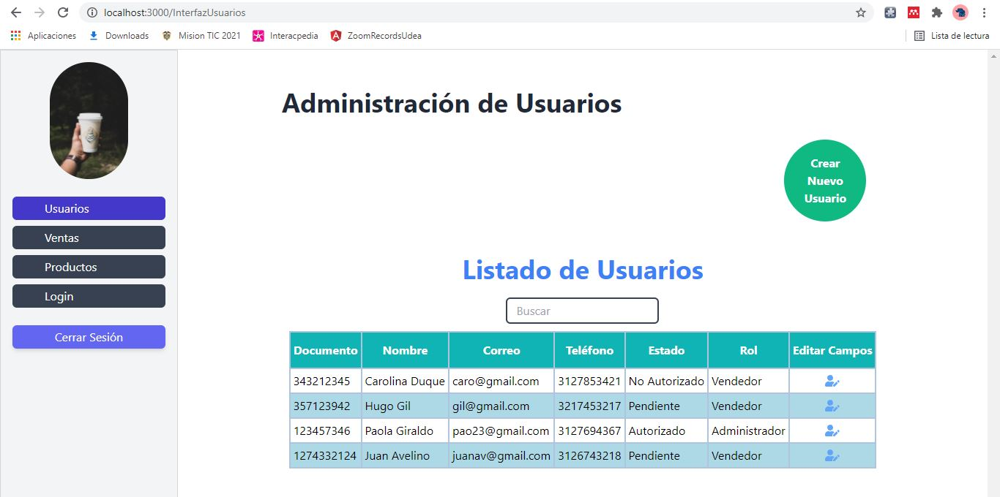 localhost:3000/InterfazUsuarios
Aplicaciones
Downloads
Mision TIC 2021
Interacpedia
ZoomRecordsUdea
Lista de lectura
Usuarios
Ventas
Productos
Login
Cerrar Sesión
Administración de Usuarios
Crear
Nuevo
Usuario
Listado de Usuarios
Buscar
Documento Nombre Correo Teléfono Estado Rol Editar Campos
343212345 Carolina Duque caro@gmail.com 3127853421 No Autorizado Vendedor
357123942 Hugo Gil gil@gmail.com 3217453217 Pendiente Vendedor
123457346 Paola Giraldo pao23@gmail.com 3127694367 Autorizado Administrador
1274332124 Juan Avelino juanav@gmail.com 3126743218 Pendiente Vendedor